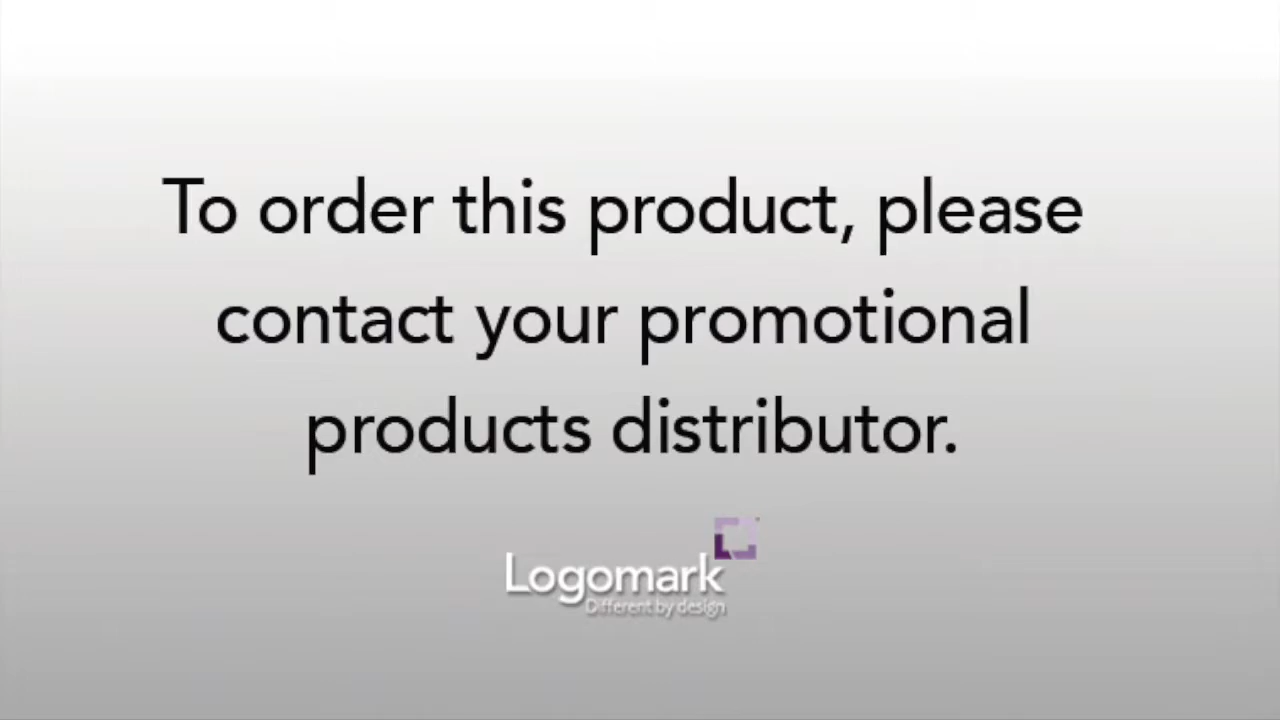 To order this product, please
contact your promotional
products distributor.
Logomark
Different by design